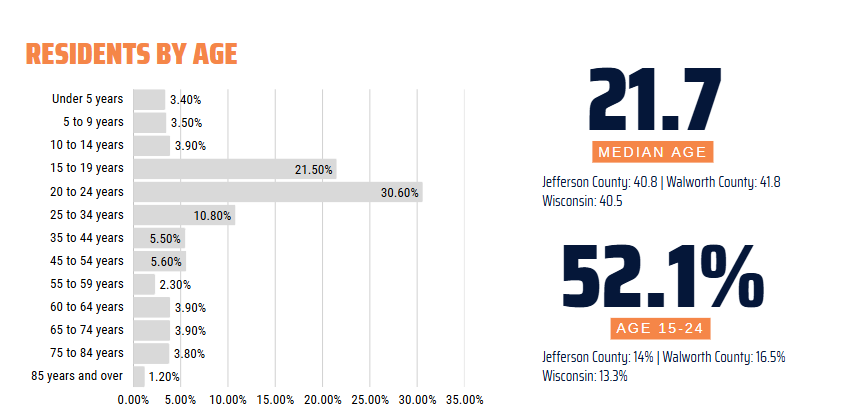 RESIDENTS BY AGE
Under 5 years 3.40%
5 to 9 years 3.50%
10 to 14 years 3.90%
15 to 19 years 21.50%
20 to 24 years 30.60%
25 to 34 years 10.80%
35 to 44 years 5.50%
45 to 54 years 5.60%
55 to 59 years 2.30%
60 to 64 years 3.90%
65 to 74 years 3.90%
75 to 84 years 3.80%
85 years and over 1.20%
0.00% 5.00% 10.00% 15.00% 20.00% 25.00% 30.00% 35.00%
21.7
MEDIAN AGE
Jefferson County: 40.8 | Walworth County: 41.8
Wisconsin: 40.5
52.1%
AGE 15-24
Jefferson County: 14% | Walworth County: 16.5%
Wisconsin: 13.3%